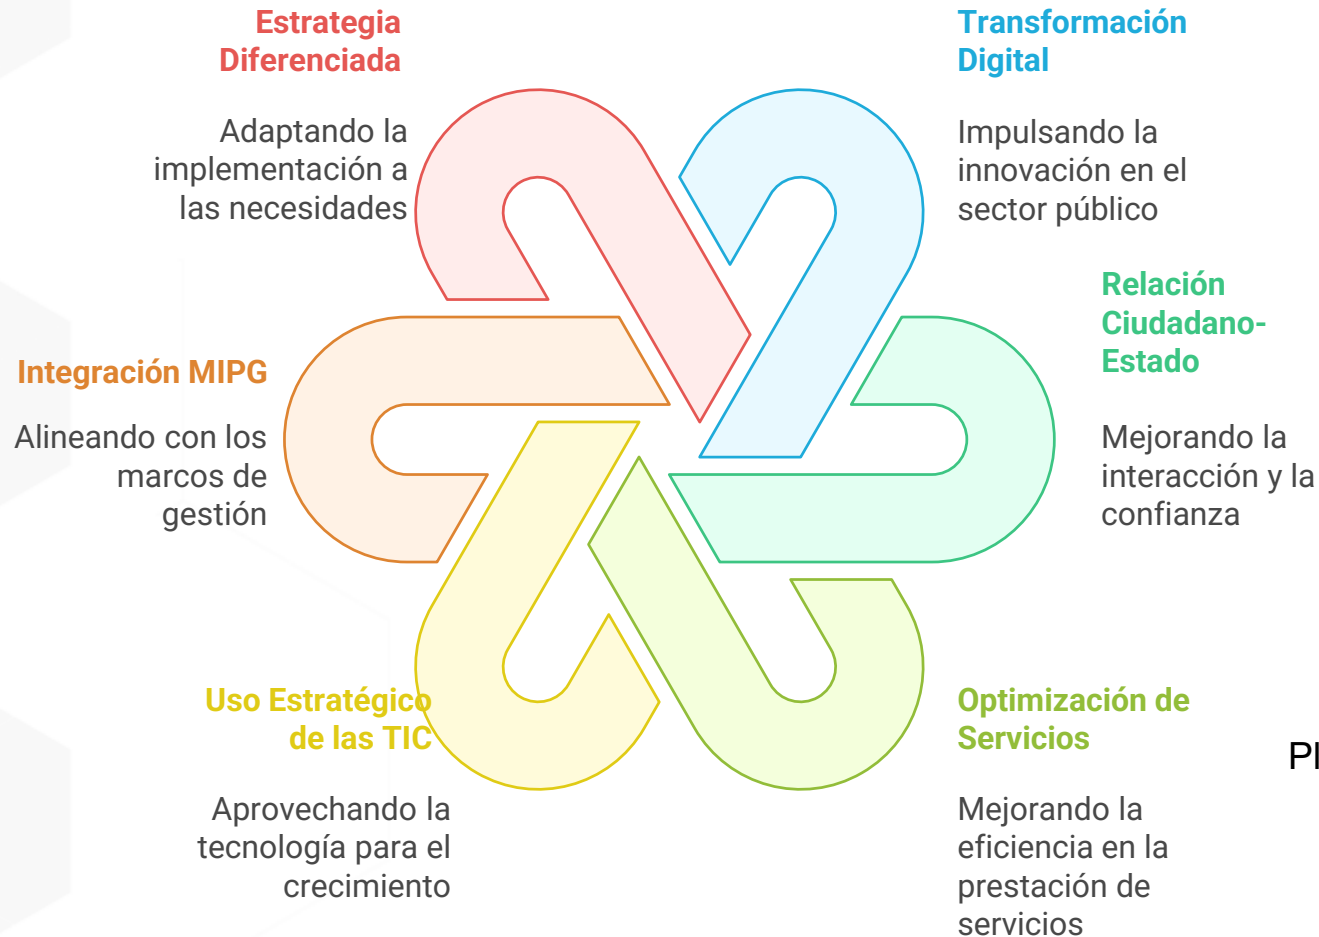 Estrategia
Diferenciada
Adaptando la
implementación a
las necesidades
Transformación
Digital
Impulsando la
innovación en el
sector público
Relación
Ciudadano-
Estado
Mejorando la
interacción y la
confianza
Integración MIPG
Alineando con los
marcos de
gestión
Uso Estratégico
de las TIC
Aprovechando la
tecnología para el
crecimiento
Optimización de
Servicios
Mejorando la
eficiencia en la
prestación de
servicios
Pl